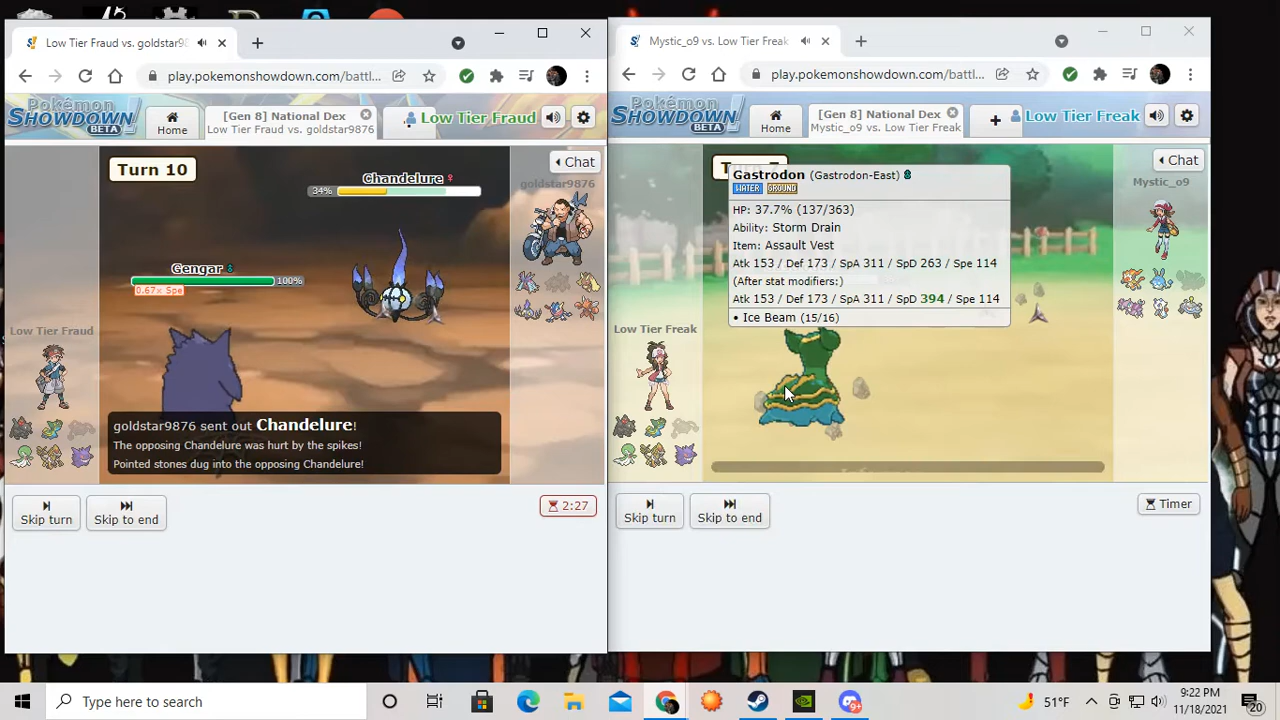 Low Tier Fraud vs. goldstar98
play.pokemonshowdown.com/battl...
Pokémon
SHOWDOWN
BETA
Home
[Gen 8] National Dex
Low Tier Fraud vs. goldstar9876
Low Tier Fraud
Turn 10
Chat
goldstar9876
Chandelure
34%
Gengar
100%
0.67x Spe
Low Tier Fraud
goldstar9876 sent out Chandelure!
The opposing Chandelure was hurt by the spikes!
Pointed stones dug into the opposing Chandelure!
Skip turn
Skip to end
2:27
Mystic_o9 vs. Low Tier Freak
play.pokemonshowdown.com/battl...
Pokémon
SHOWDOWN
BETA
Home
[Gen 8] National Dex
Mystic_o9 vs. Low Tier Freak
Low Tier Freak
Chat
Mystic_o9
Gastrodon (Gastrodon-East)
WATER GROUND
HP: 37.7% (137/363)
Ability: Storm Drain
Item: Assault Vest
Atk 153 / Def 173 / SpA 311 / SpD 263 / Spe 114
(After stat modifiers:)
Atk 153 / Def 173 / SpA 311 / SpD 394 / Spe 114
• Ice Beam (15/16)
Low Tier Freak
Skip turn
Skip to end
Timer
Type here to search
9+
51°F
9:22 PM
11/18/2021
20